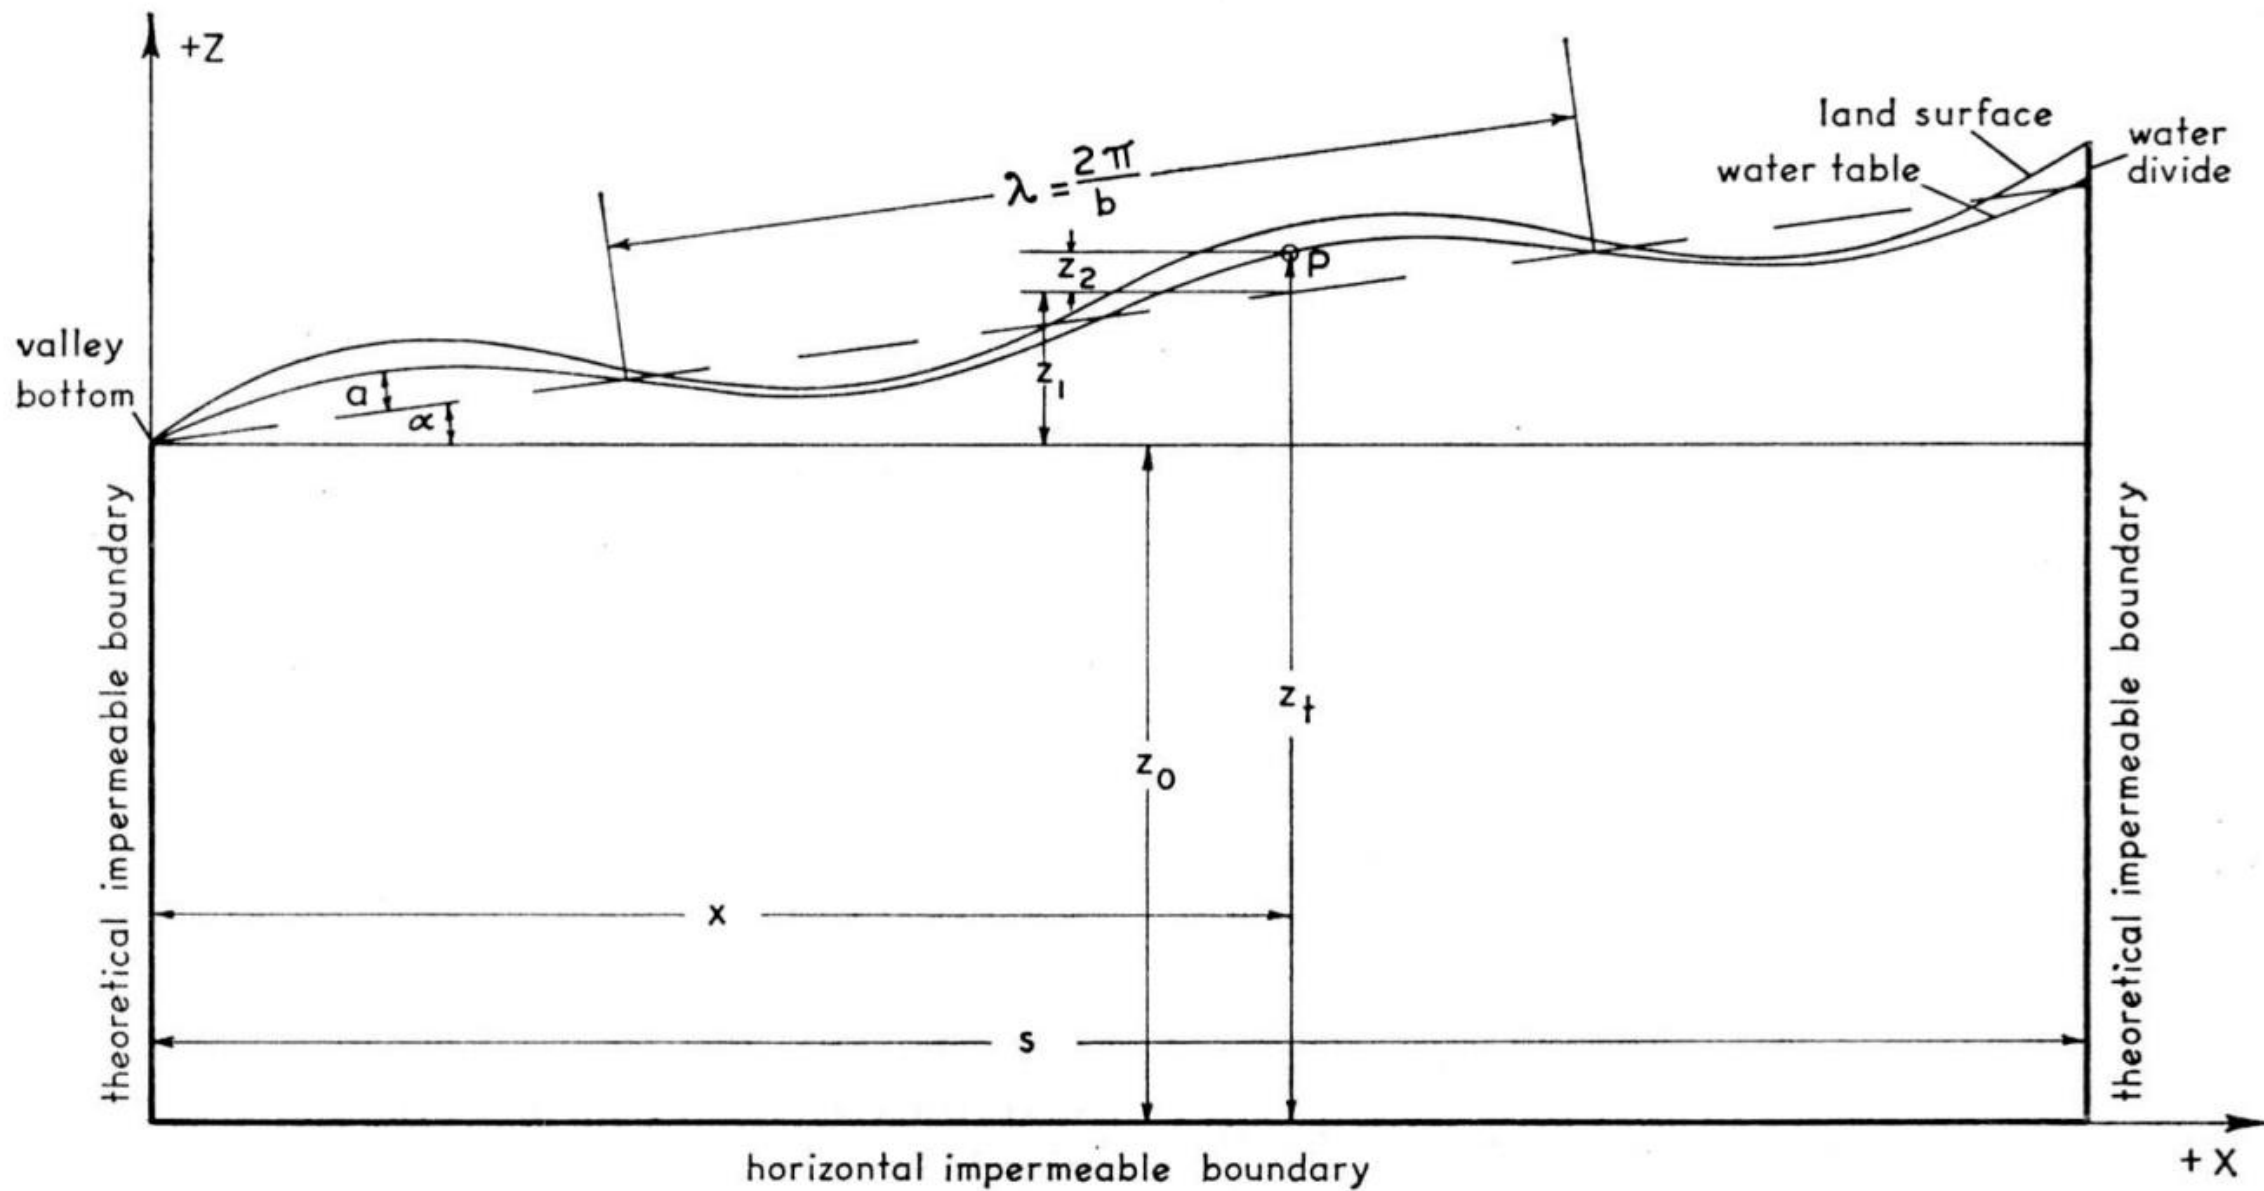 +Z
land surface
water
divide
water table
λ = 2π
b
z₂
P
valley
bottom
a
α
z₁
theoretical impermeable boundary
theoretical impermeable boundary
zₜ
z₀
x
s
horizontal impermeable boundary
+ X